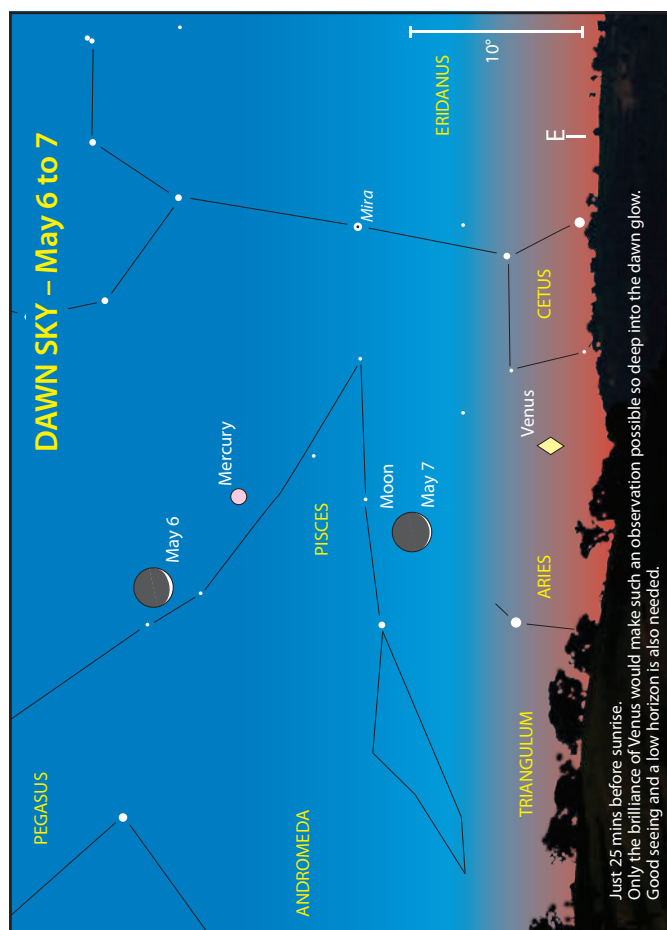 DAWN SKY – May 6 to 7
PEGASUS
May 6
Mercury
ANDROMEDA
PISCES
Mira
Moon
May 7
ERIDANUS
10°
TRIANGULUM
ARIES
Venus
CETUS
E
Just 25 mins before sunrise.
Only the brilliance of Venus would make such an observation possible so deep into the dawn glow.
Good seeing and a low horizon is also needed.